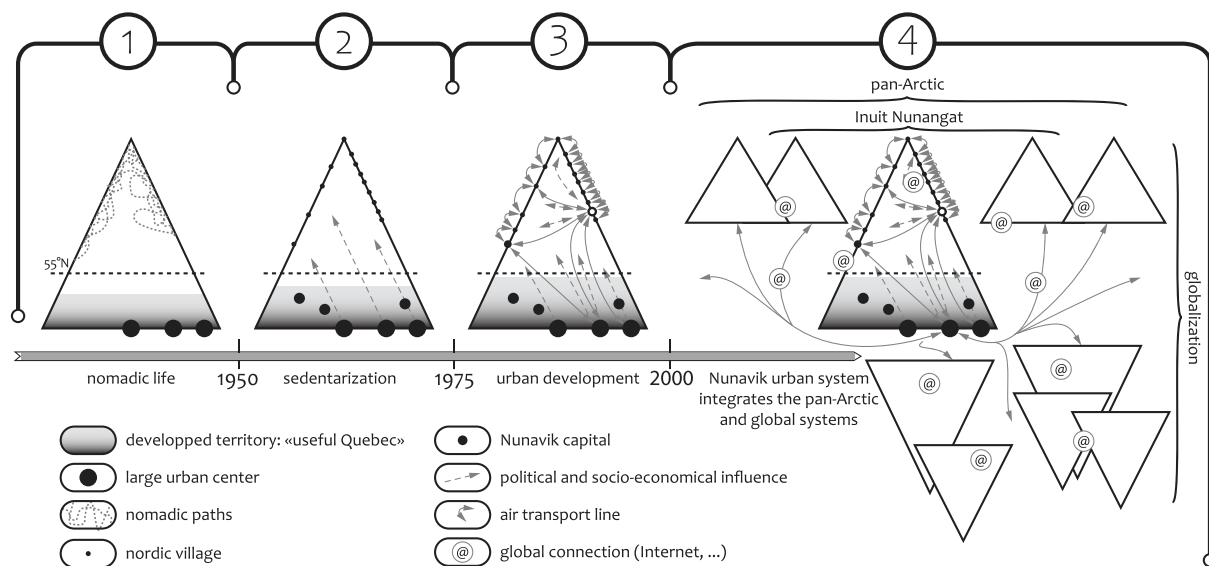 1
2
3
4
pan-Arctic
Inuit Nunangat
@
@
@
@
@
@
@
55°N
globalization
nomadic life
1950
sedentarization
1975
urban development
2000
Nunavik urban system
integrates the pan-Arctic
and global systems
@
@
@
@
developped territory: «useful Quebec»
large urban center
nomadic paths
nordic village
Nunavik capital
political and socio-economical influence
air transport line
@ global connection (Internet, ...)